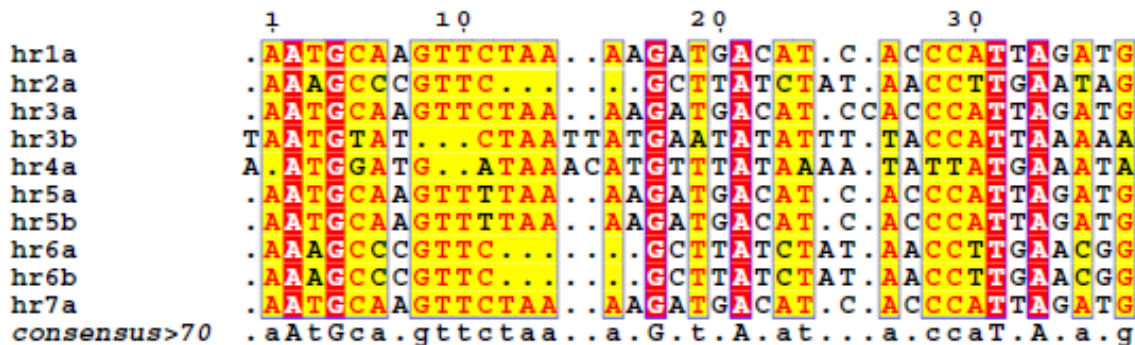 1 10 20 30
hr1a .AATGCAAGTTCTAA..AAGATGACAT.C.ACCCATTAGATG
hr2a .AAAGCCCGTTC.......GCTTATCTAT.AACCTTGAATAG
hr3a .AATGCAAGTTCTAA..AAGATGACAT.CCACCCATTAGATG
hr3b TAATGTAT...CTAATTATGAATATATTT.TACCATTAAAAA
hr4a A.ATGGATG..ATAAACATGTTTATAAAA.TATTATGAAATA
hr5a .AATGCAAGTTTTAA..AAGATGACAT.C.ACCCATTAGATG
hr5b .AATGCAAGTTTTAA..AAGATGACAT.C.ACCCATTAGATG
hr6a .AAAGCCCGTTC.......GCTTATCTAT.AACCTTGAACGG
hr6b .AAAGCCCGTTC.......GCTTATCTAT.AACCTTGAACGG
hr7a .AATGCAAGTTCTAA..AAGATGACAT.C.ACCCATTAGATG
consensus>70 .aAtGca.gttctaa..a.G.t.A.at...a.ccaT.A.a.g